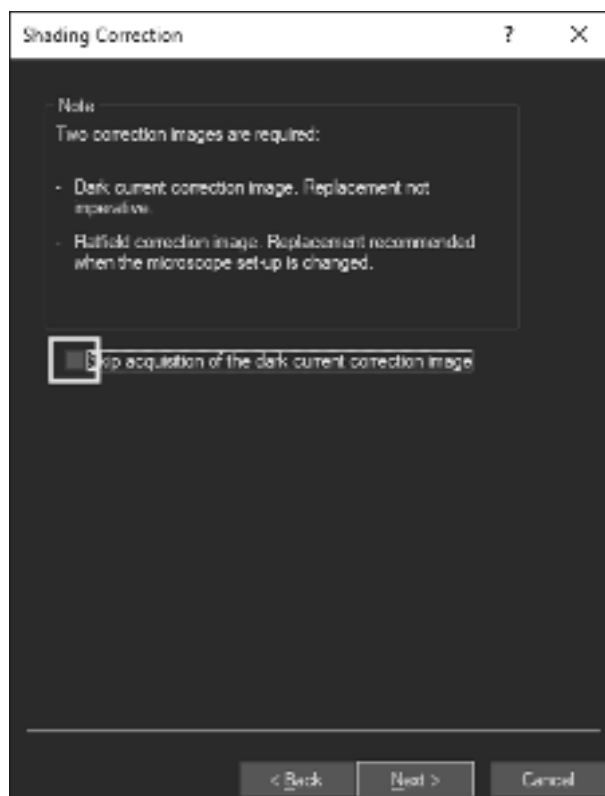 Shading Correction ? ×
Note
Two correction images are required:
- Dark current correction image. Replacement not
imperative.
- Flatfield correction image. Replacement recommended
when the microscope set-up is changed.
Skip acquisition of the dark current correction image
< Back Next > Cancel